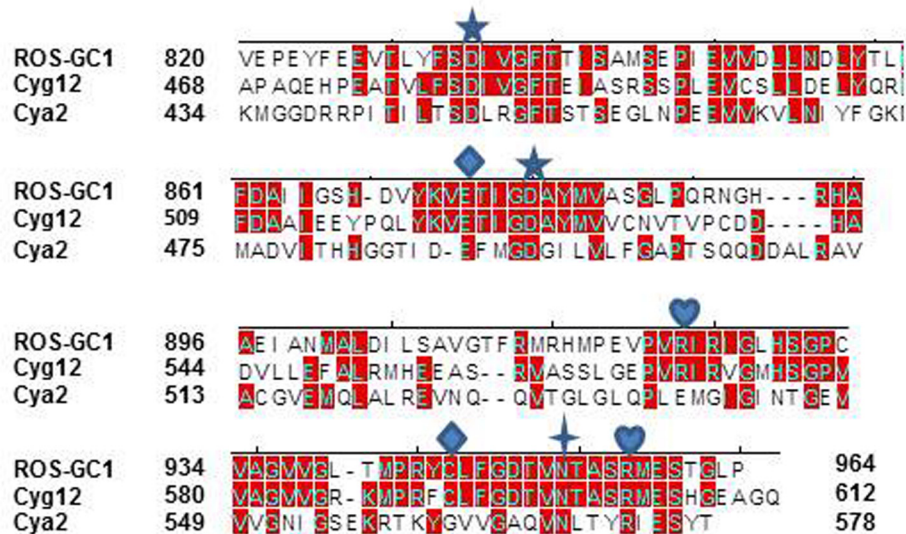 ROS-GC1 820 VEPEYFEEVTLYFSDIVGFTTISAMSEPIEVVDLLNDLYTLI
Cyg12 468 APAQEHPEATVLFSDIVGFTEIASRSSPLEVCSLLDELYQRI
Cya2 434 KMGGDRRPITILTSDLRGFTSTSEGLNPEEVVKVLNIYFGKI
ROS-GC1 861 FDAIIGSH-DVYKVETIGDAYMVASGLPQRNGH---RHA
Cyg12 509 FDAAIEEYPQLYKVETIGDAYMVVCNVTVPCDD----HA
Cya2 475 MADVITHHGGTID-EFMGDGILVLFGAPTSQQDDALRAV
ROS-GC1 896 AEIANMALDILSAVGTFRMRHMPEVPVRIRIGLHSGPC
Cyg12 544 DVLLEFALRMHEEAS--RVASSLGEPVRIRVGMHSGPV
Cya2 513 ACGVEMQLALREVNQ--QVTGLGLQPLEMGIGINTGEV
ROS-GC1 934 VAGVVGL-TMPRYCLFGDTVNTASRMESTGLP 964
Cyg12 580 VAGVVGR-KMPRFCLFGDTVNTASRMESHGEAGQ 612
Cya2 549 VVGNIGSEKRTKYGVVGAQVNLTYRIESYT 578